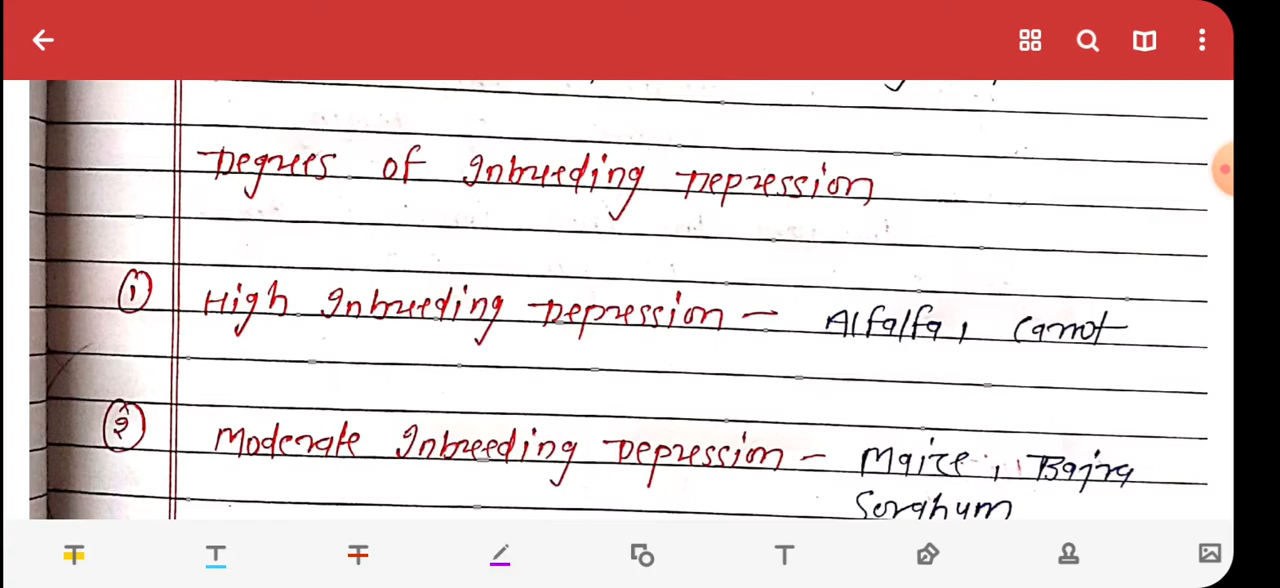 Degrees of Inbreeding Depression
① High Inbreeding Depression - Alfalfa, Carrot
② Moderate Inbreeding Depression - Maize, Bajra
Sorghum